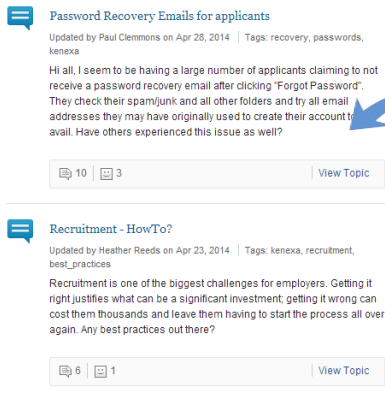 Password Recovery Emails for applicants
Updated by Paul Clemmons on Apr 28, 2014 | Tags: recovery, passwords,
kenexa
Hi all, I seem to be having a large number of applicants claiming to not
receive a password recovery email after clicking "Forgot Password".
They check their spam/junk and all other folders and try all email
addresses they may have originally used to create their account
avail. Have others experienced this issue as well?
10 | 3 | View Topic
Recruitment - HowTo?
Updated by Heather Reeds on Apr 23, 2014 | Tags: kenexa, recruitment,
best_practices
Recruitment is one of the biggest challenges for employers. Getting it
right justifies what can be a significant investment; getting it wrong can
cost them thousands and leave them having to start the process all over
again. Any best practices out there?
6 | 1 | View Topic